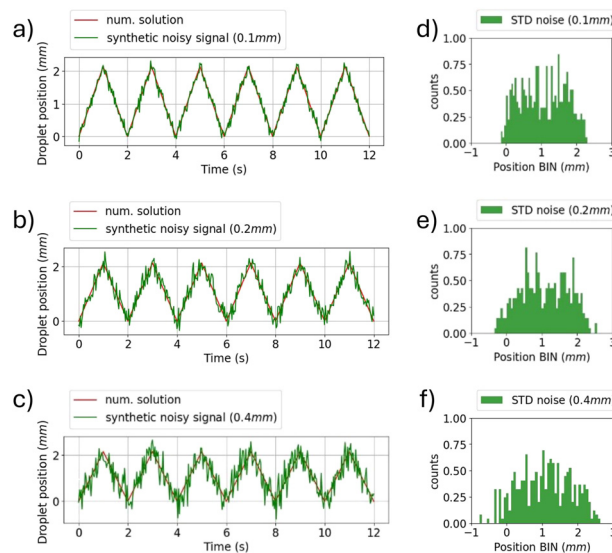 a)
num. solution
synthetic noisy signal (0.1mm)
Droplet position (mm)
2
1
0
0 2 4 6 8 10 12
Time (s)
d)
STD noise (0.1mm)
counts
1.00
0.75
0.50
0.25
0.00
−1 0 1 2 3
Position BIN (mm)
b)
num. solution
synthetic noisy signal (0.2mm)
Droplet position (mm)
2
0
0 2 4 6 8 10 12
Time (s)
e)
STD noise (0.2mm)
counts
1.00
0.75
0.50
0.25
0.00
−1 0 1 2 3
Position BIN (mm)
c)
num. solution
synthetic noisy signal (0.4mm)
Droplet position (mm)
2
0
0 2 4 6 8 10 12
Time (s)
f)
STD noise (0.4mm
counts
1.00
0.75
0.50
0.25
0.00
−1 0 1 2 3
Position BIN (mm)